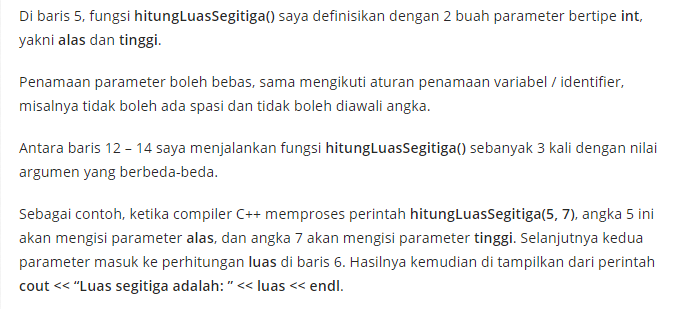 Di baris 5, fungsi hitungLuasSegitiga() saya definisikan dengan 2 buah parameter bertipe int,
yakni alas dan tinggi.
Penamaan parameter boleh bebas, sama mengikuti aturan penamaan variabel / identifier,
misalnya tidak boleh ada spasi dan tidak boleh diawali angka.
Antara baris 12 – 14 saya menjalankan fungsi hitungLuasSegitiga() sebanyak 3 kali dengan nilai
argumen yang berbeda-beda.
Sebagai contoh, ketika compiler C++ memproses perintah hitungLuasSegitiga(5, 7), angka 5 ini
akan mengisi parameter alas, dan angka 7 akan mengisi parameter tinggi. Selanjutnya kedua
parameter masuk ke perhitungan luas di baris 6. Hasilnya kemudian di tampilkan dari perintah
cout << “Luas segitiga adalah: ” << luas << endl.